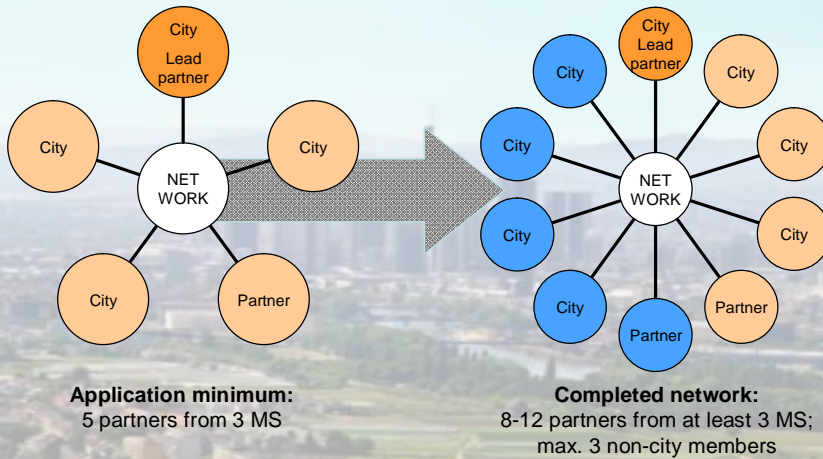 City
Lead
partner
City
City
NET
WORK
City
Partner
Application minimum:
5 partners from 3 MS
City
Lead
partner
City
City
City
City
NET
WORK
City
City
City
Partner
Partner
Completed network:
8-12 partners from at least 3 MS;
max. 3 non-city members